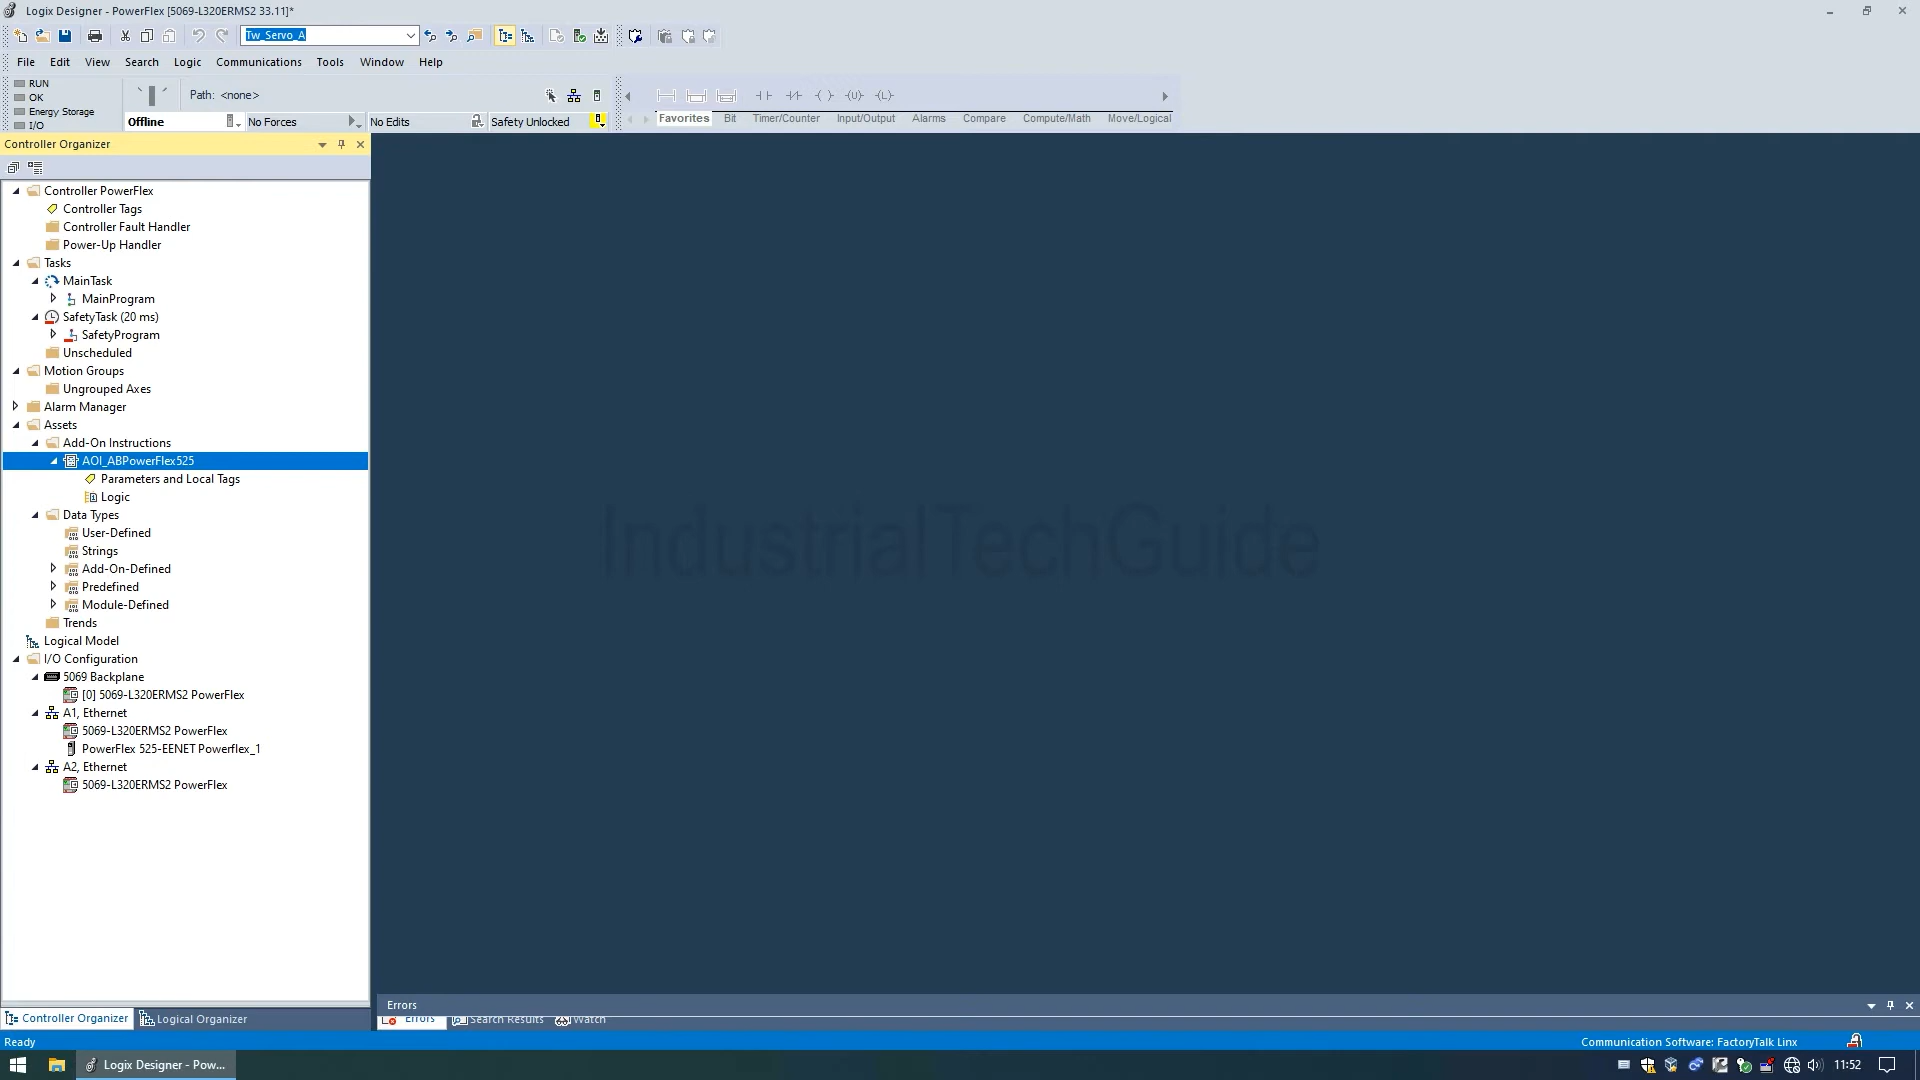 Logix Designer - PowerFlex [5069-L320ERMS2 33.11]*
Tw_Servo_A
File Edit View Search Logic Communications Tools Window Help
RUN
OK
Energy Storage
I/O
Path: <none>
Offline No Forces No Edits Safety Unlocked
Favorites Bit Timer/Counter Input/Output Alarms Compare Compute/Math Move/Logical
Controller Organizer
Controller PowerFlex
Controller Tags
Controller Fault Handler
Power-Up Handler
Tasks
MainTask
MainProgram
SafetyTask (20 ms)
SafetyProgram
Unscheduled
Motion Groups
Ungrouped Axes
Alarm Manager
Assets
Add-On Instructions
AOI_ABPowerFlex525
Parameters and Local Tags
Logic
Data Types
User-Defined
Strings
Add-On-Defined
Predefined
Module-Defined
Trends
Logical Model
I/O Configuration
5069 Backplane
[0] 5069-L320ERMS2 PowerFlex
A1, Ethernet
5069-L320ERMS2 PowerFlex
PowerFlex 525-EENET Powerflex_1
A2, Ethernet
5069-L320ERMS2 PowerFlex
IndustrialTechGuide
Errors
Controller Organizer Logical Organizer
Errors Search Results Watch
Ready
Communication Software: FactoryTalk Linx
Logix Designer - Pow...
11:52